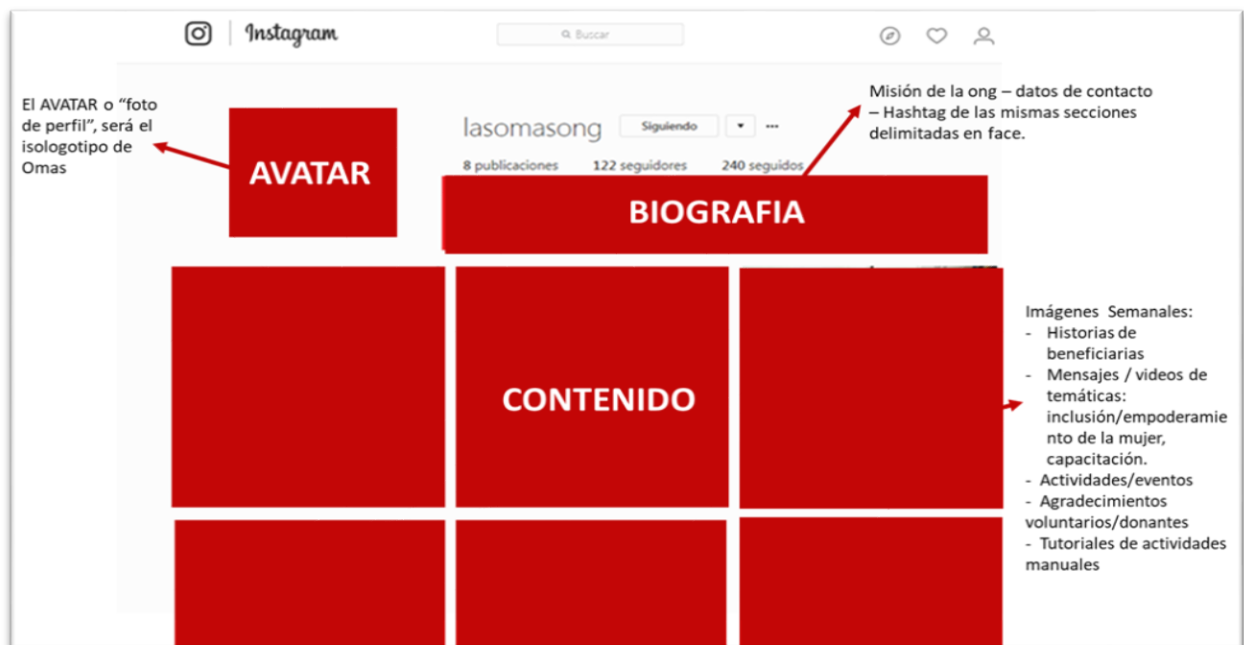 Instagram
Buscar
El AVATAR o “foto
de perfil”, será el
isologotipo de
Omas
AVATAR
lasomasong
Siguiendo
8 publicaciones 122 seguidores 240 seguidos
Misión de la ong – datos de contacto
– Hashtag de las mismas secciones
delimitadas en face.
BIOGRAFIA
CONTENIDO
Imágenes Semanales:
- Historias de
beneficiarias
- Mensajes / videos de
temáticas:
inclusión/empoderamie
nto de la mujer,
capacitación.
- Actividades/eventos
- Agradecimientos
voluntarios/donantes
- Tutoriales de actividades
manuales